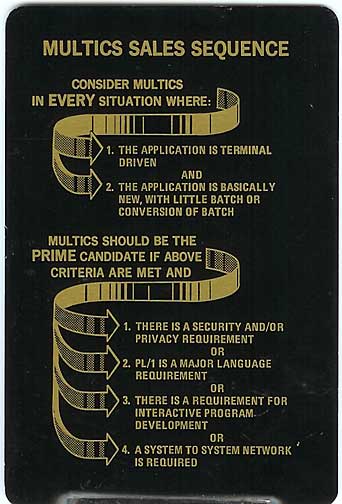 MULTICS SALES SEQUENCE
CONSIDER MULTICS
IN EVERY SITUATION WHERE:
1. THE APPLICATION IS TERMINAL
DRIVEN
AND
2. THE APPLICATION IS BASICALLY
NEW, WITH LITTLE BATCH OR
CONVERSION OF BATCH
MULTICS SHOULD BE THE
PRIME CANDIDATE IF ABOVE
CRITERIA ARE MET AND
1. THERE IS A SECURITY AND/OR
PRIVACY REQUIREMENT
OR
2. PL/1 IS A MAJOR LANGUAGE
REQUIREMENT
OR
3. THERE IS A REQUIREMENT FOR
INTERACTIVE PROGRAM
DEVELOPMENT
OR
4. A SYSTEM TO SYSTEM NETWORK
IS REQUIRED